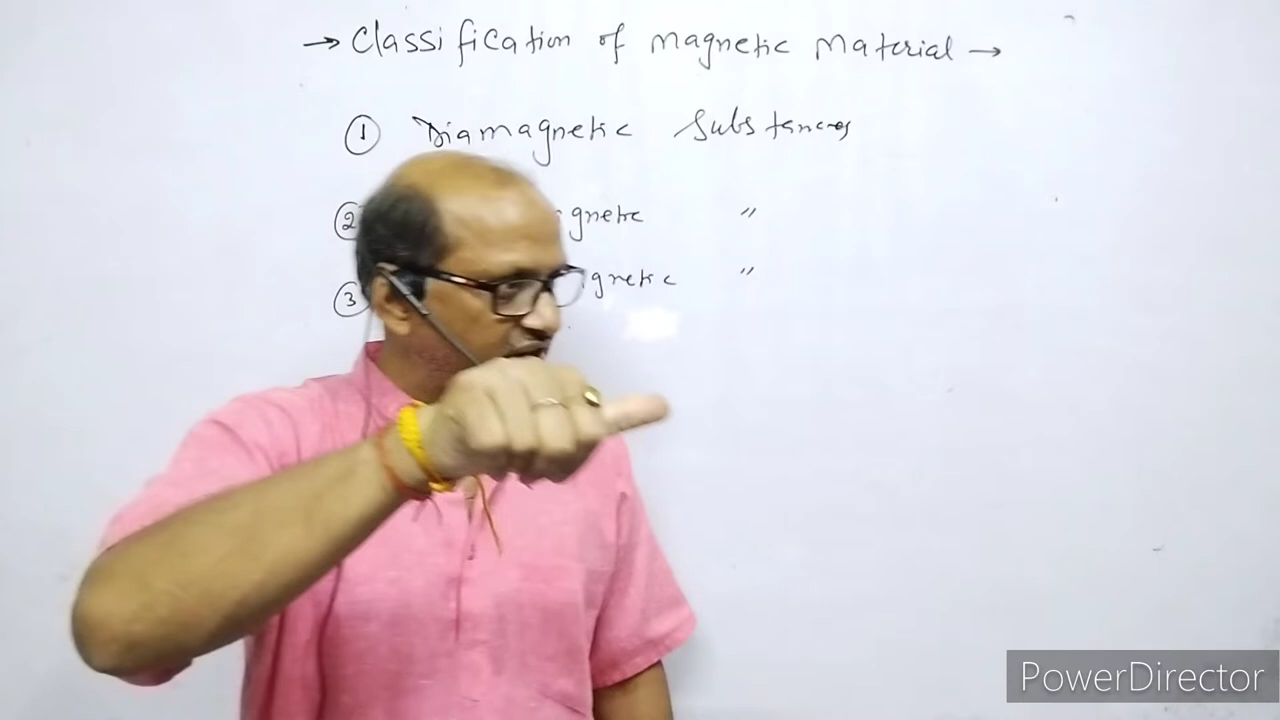 → Classification of magnetic Material →
① Diamagnetic Substances
② gnetic "
③ gnetic "
PowerDirector